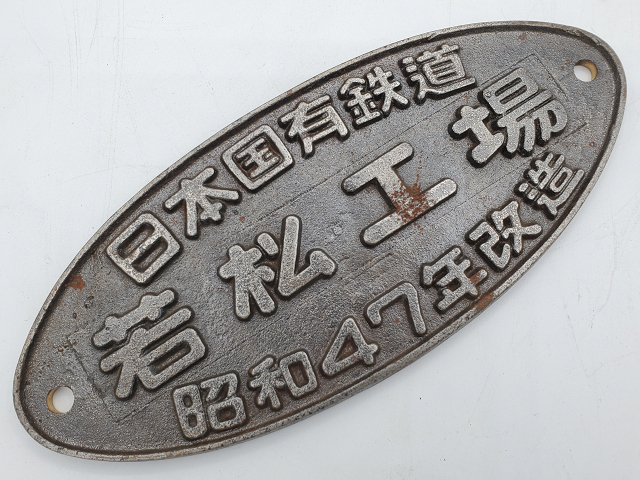 日本国有鉄道
若松工場
昭和47年改造